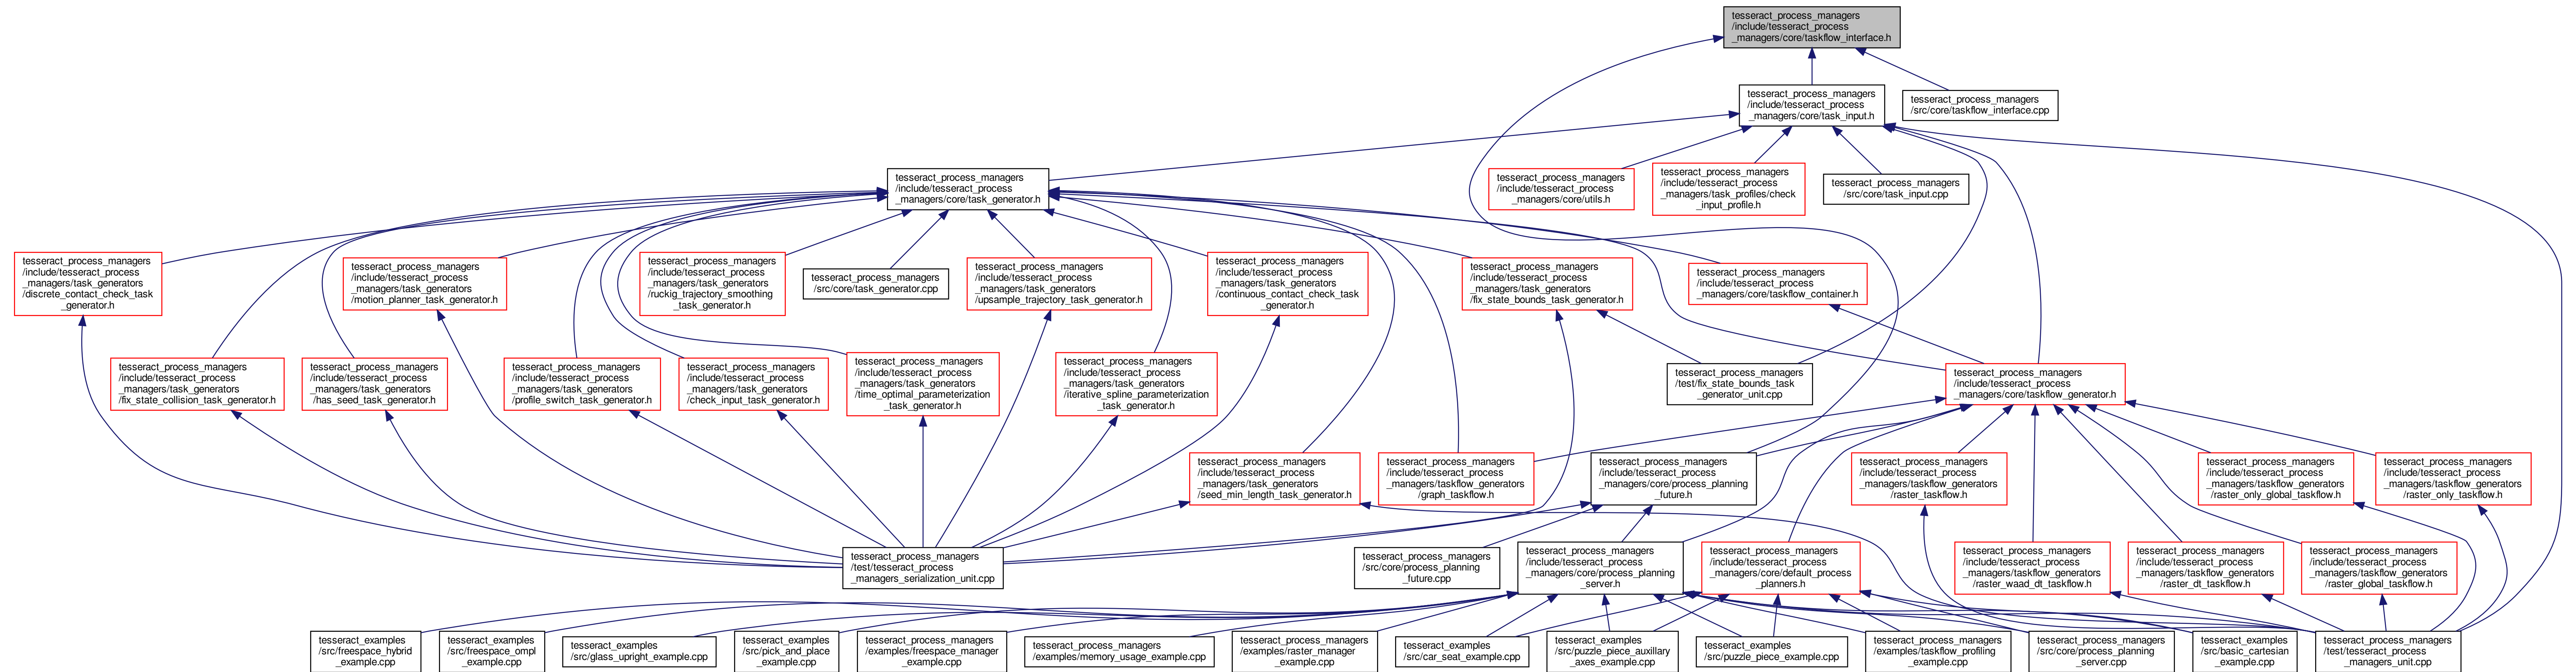 tesseract_process_managers
/include/tesseract_process
_managers/core/taskflow_interface.h
tesseract_process_managers
/include/tesseract_process
_managers/core/task_input.h
tesseract_process_managers
/src/core/taskflow_interface.cpp
tesseract_process_managers
/include/tesseract_process
_managers/core/task_generator.h
tesseract_process_managers
/include/tesseract_process
_managers/core/utils.h
tesseract_process_managers
/include/tesseract_process
_managers/task_profiles/check
_input_profile.h
tesseract_process_managers
/src/core/task_input.cpp
tesseract_process_managers
/include/tesseract_process
_managers/task_generators
/discrete_contact_check_task
_generator.h
tesseract_process_managers
/include/tesseract_process
_managers/task_generators
/motion_planner_task_generator.h
tesseract_process_managers
/include/tesseract_process
_managers/task_generators
/ruckig_trajectory_smoothing
_task_generator.h
tesseract_process_managers
/src/core/task_generator.cpp
tesseract_process_managers
/include/tesseract_process
_managers/task_generators
/upsample_trajectory_task_generator.h
tesseract_process_managers
/include/tesseract_process
_managers/task_generators
/continuous_contact_check_task
_generator.h
tesseract_process_managers
/include/tesseract_process
_managers/task_generators
/fix_state_bounds_task_generator.h
tesseract_process_managers
/include/tesseract_process
_managers/core/taskflow_container.h
tesseract_process_managers
/include/tesseract_process
_managers/task_generators
/fix_state_collision_task_generator.h
tesseract_process_managers
/include/tesseract_process
_managers/task_generators
/has_seed_task_generator.h
tesseract_process_managers
/include/tesseract_process
_managers/task_generators
/profile_switch_task_generator.h
tesseract_process_managers
/include/tesseract_process
_managers/task_generators
/check_input_task_generator.h
tesseract_process_managers
/include/tesseract_process
_managers/task_generators
/time_optimal_parameterization
_task_generator.h
tesseract_process_managers
/include/tesseract_process
_managers/task_generators
/iterative_spline_parameterization
_task_generator.h
tesseract_process_managers
/test/fix_state_bounds_task
_generator_unit.cpp
tesseract_process_managers
/include/tesseract_process
_managers/core/taskflow_generator.h
tesseract_process_managers
/include/tesseract_process
_managers/task_generators
/seed_min_length_task_generator.h
tesseract_process_managers
/include/tesseract_process
_managers/taskflow_generators
/graph_taskflow.h
tesseract_process_managers
/include/tesseract_process
_managers/core/process_planning
_future.h
tesseract_process_managers
/include/tesseract_process
_managers/taskflow_generators
/raster_taskflow.h
tesseract_process_managers
/include/tesseract_process
_managers/taskflow_generators
/raster_only_global_taskflow.h
tesseract_process_managers
/include/tesseract_process
_managers/taskflow_generators
/raster_only_taskflow.h
tesseract_process_managers
/test/tesseract_process
_managers_serialization_unit.cpp
tesseract_process_managers
/src/core/process_planning
_future.cpp
tesseract_process_managers
/include/tesseract_process
_managers/core/process_planning
_server.h
tesseract_process_managers
/include/tesseract_process
_managers/core/default_process
_planners.h
tesseract_process_managers
/include/tesseract_process
_managers/taskflow_generators
/raster_waad_dt_taskflow.h
tesseract_process_managers
/include/tesseract_process
_managers/taskflow_generators
/raster_dt_taskflow.h
tesseract_process_managers
/include/tesseract_process
_managers/taskflow_generators
/raster_global_taskflow.h
tesseract_examples
/src/freespace_hybrid
_example.cpp
tesseract_examples
/src/freespace_ompl
_example.cpp
tesseract_examples
/src/glass_upright_example.cpp
tesseract_examples
/src/pick_and_place
_example.cpp
tesseract_process_managers
/examples/freespace_manager
_example.cpp
tesseract_process_managers
/examples/memory_usage_example.cpp
tesseract_process_managers
/examples/raster_manager
_example.cpp
tesseract_examples
/src/car_seat_example.cpp
tesseract_examples
/src/puzzle_piece_auxillary
_axes_example.cpp
tesseract_examples
/src/puzzle_piece_example.cpp
tesseract_process_managers
/examples/taskflow_profiling
_example.cpp
tesseract_process_managers
/src/core/process_planning
_server.cpp
tesseract_examples
/src/basic_cartesian
_example.cpp
tesseract_process_managers
/test/tesseract_process
_managers_unit.cpp